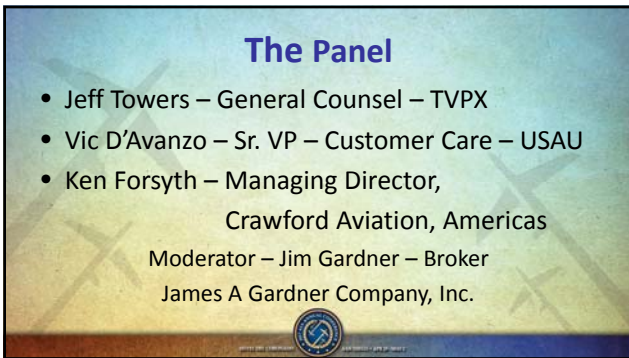 The Panel
• Jeff Towers – General Counsel – TVPX
• Vic D’Avanzo – Sr. VP – Customer Care – USAU
• Ken Forsyth – Managing Director,
Crawford Aviation, Americas
Moderator – Jim Gardner – Broker
James A Gardner Company, Inc.